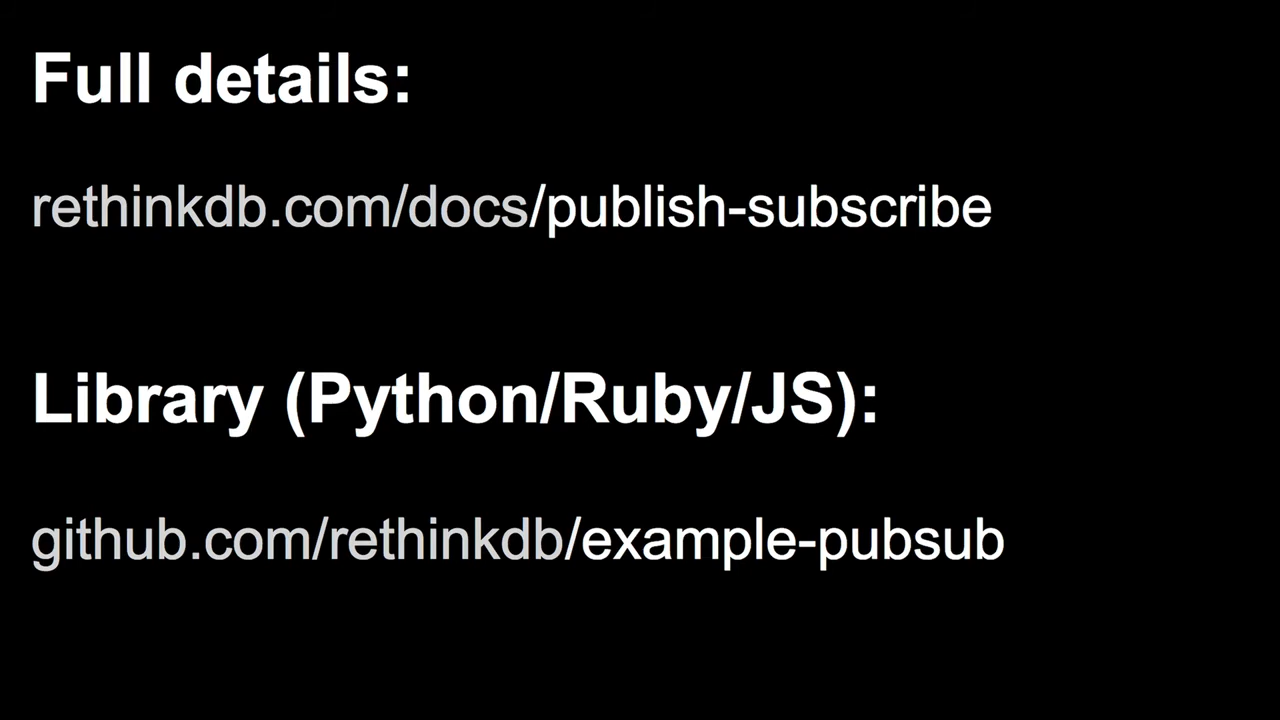 Full details:
rethinkdb.com/docs/publish-subscribe
Library (Python/Ruby/JS):
github.com/rethinkdb/example-pubsub